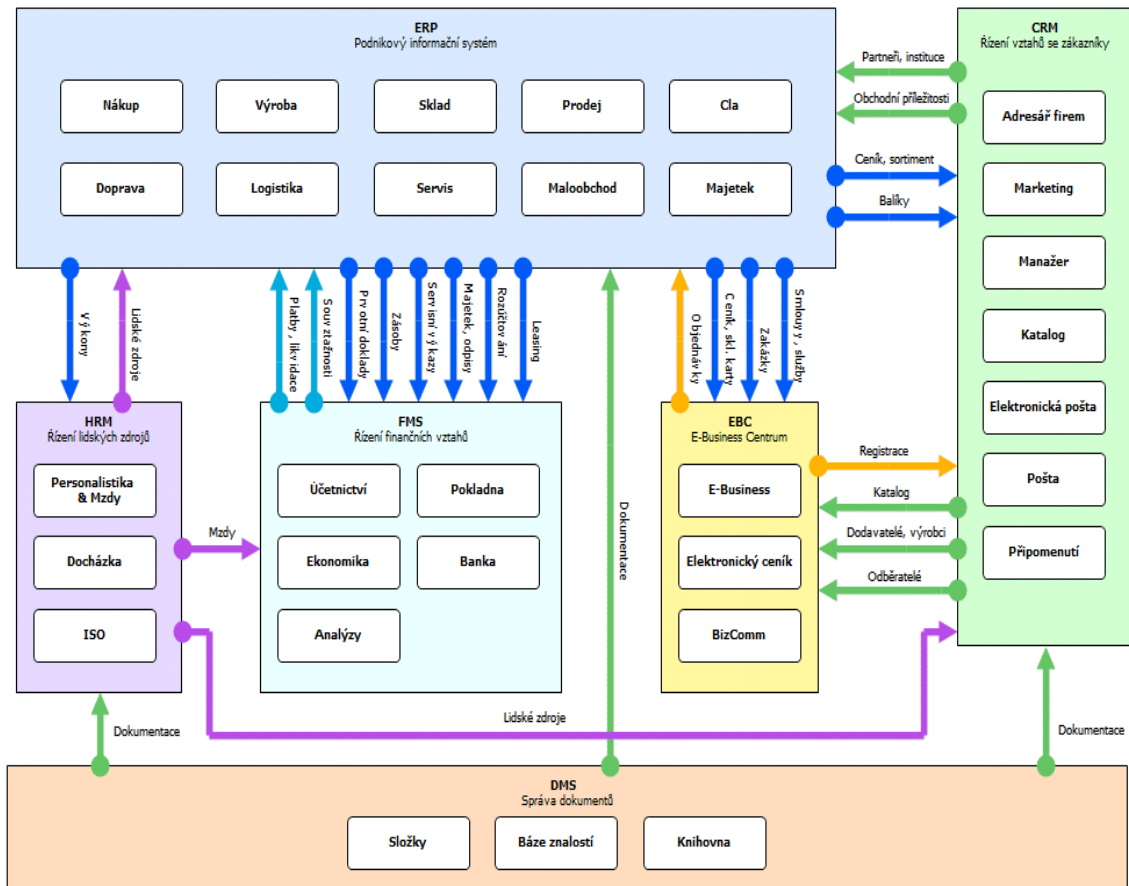 ERP
Podnikový informační systém
Nákup
Výroba
Sklad
Prodej
Cla
Doprava
Logistika
Servis
Maloobchod
Majetek
CRM
Řízení vztahů se zákazníky
Adresář firem
Marketing
Manažer
Katalog
Elektronická pošta
Pošta
Připomenutí
Partneři, instituce
Obchodní příležitosti
Ceník, sortiment
Balíky
Výkony
Lidské zdroje
Platby, likvidace
Souvztažnosti
Prvotní doklady
Zásoby
Servisní výkazy
Majetek, odpisy
Rozúčtování
Leasing
Dokumentace
Objednávky
Ceník, skl. karty
Zakázky
Smlouvy, služby
HRM
Řízení lidských zdrojů
Personalistika
& Mzdy
Docházka
ISO
Mzdy
FMS
Řízení finančních vztahů
Účetnictví
Pokladna
Ekonomika
Banka
Analýzy
EBC
E-Business Centrum
E-Business
Elektronický ceník
BizComm
Registrace
Katalog
Dodavatelé, výrobci
Odběratelé
Lidské zdroje
Dokumentace
Dokumentace
DMS
Správa dokumentů
Složky
Báze znalostí
Knihovna